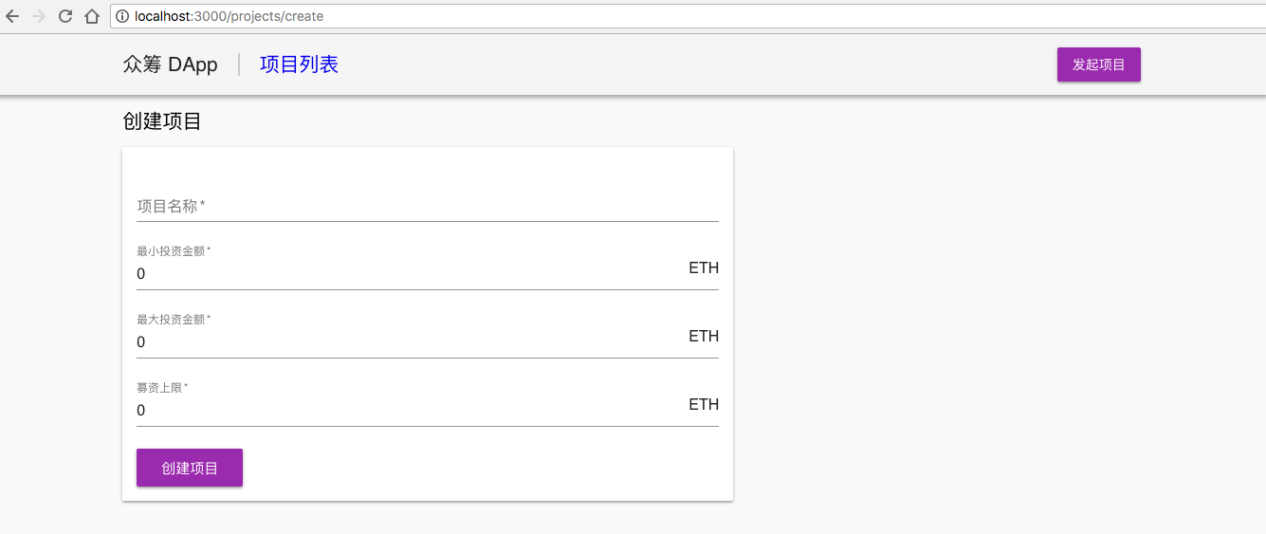 localhost:3000/projects/create
众筹 DApp 项目列表 发起项目
创建项目
项目名称*
最小投资金额*
0 ETH
最大投资金额*
0 ETH
募资上限*
0 ETH
创建项目